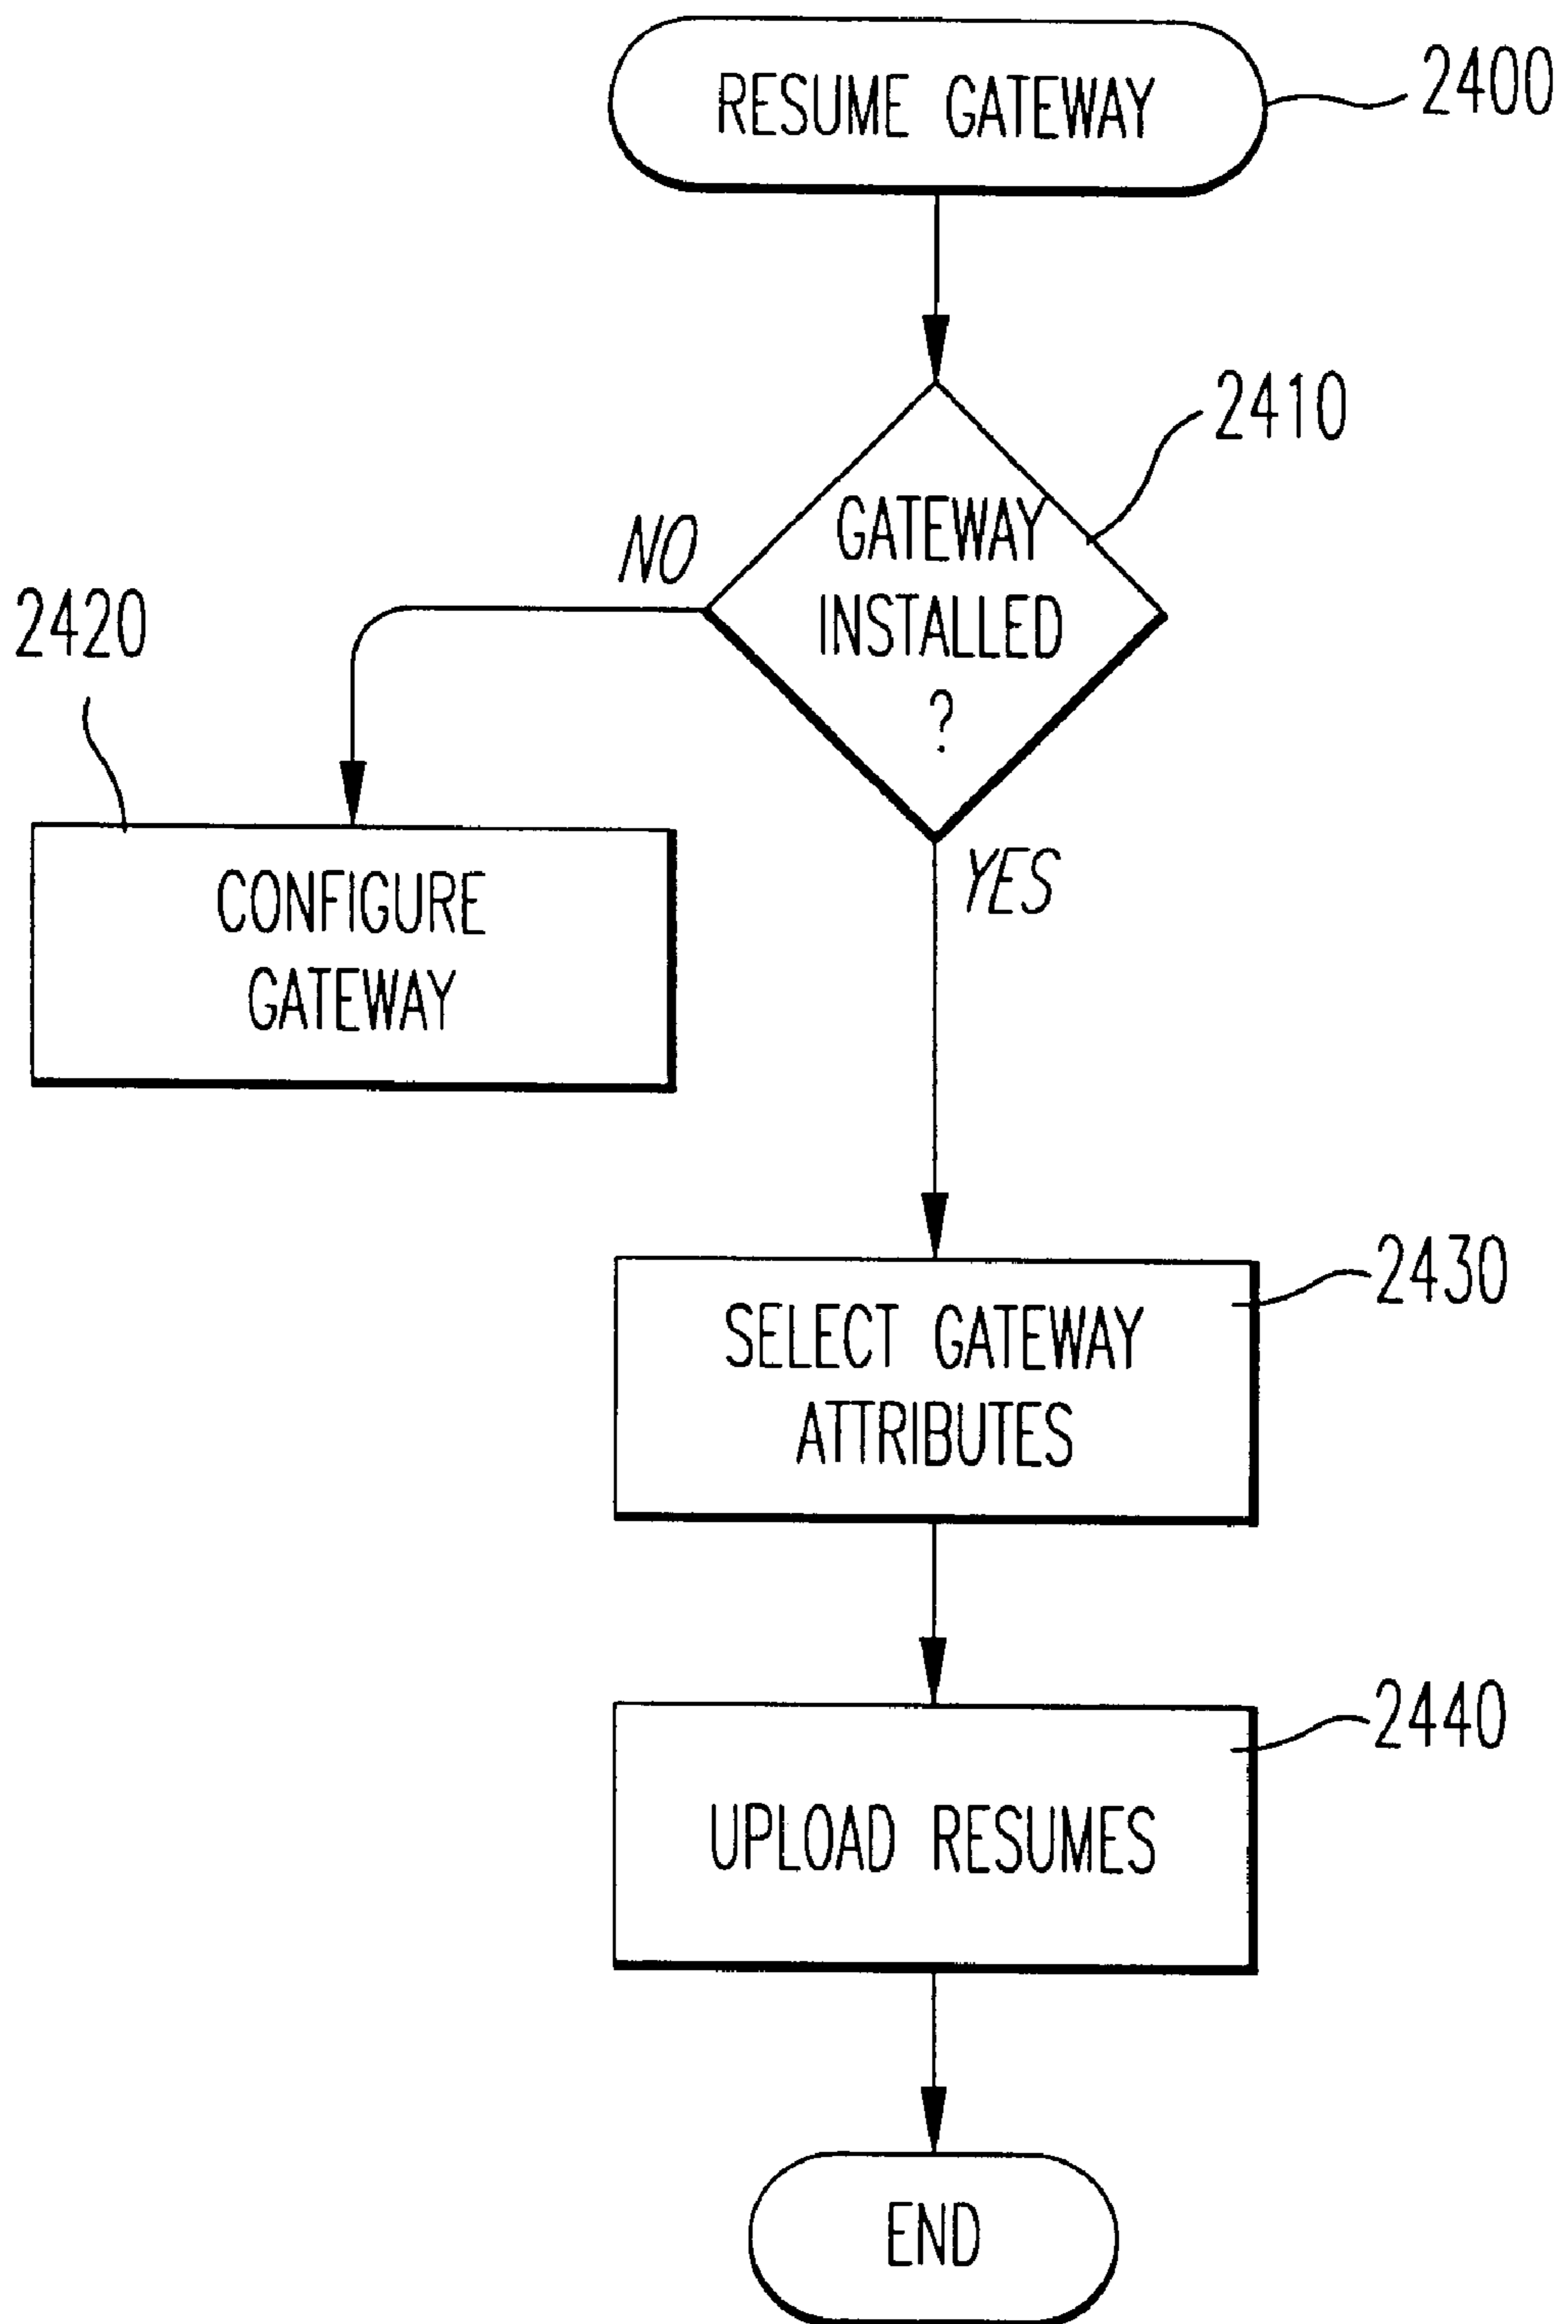 RESUME GATEWAY
2400
2410
GATEWAY
INSTALLED
?
NO
2420
YES
CONFIGURE
GATEWAY
2430
SELECT GATEWAY
ATTRIBUTES
2440
UPLOAD RESUMES
END